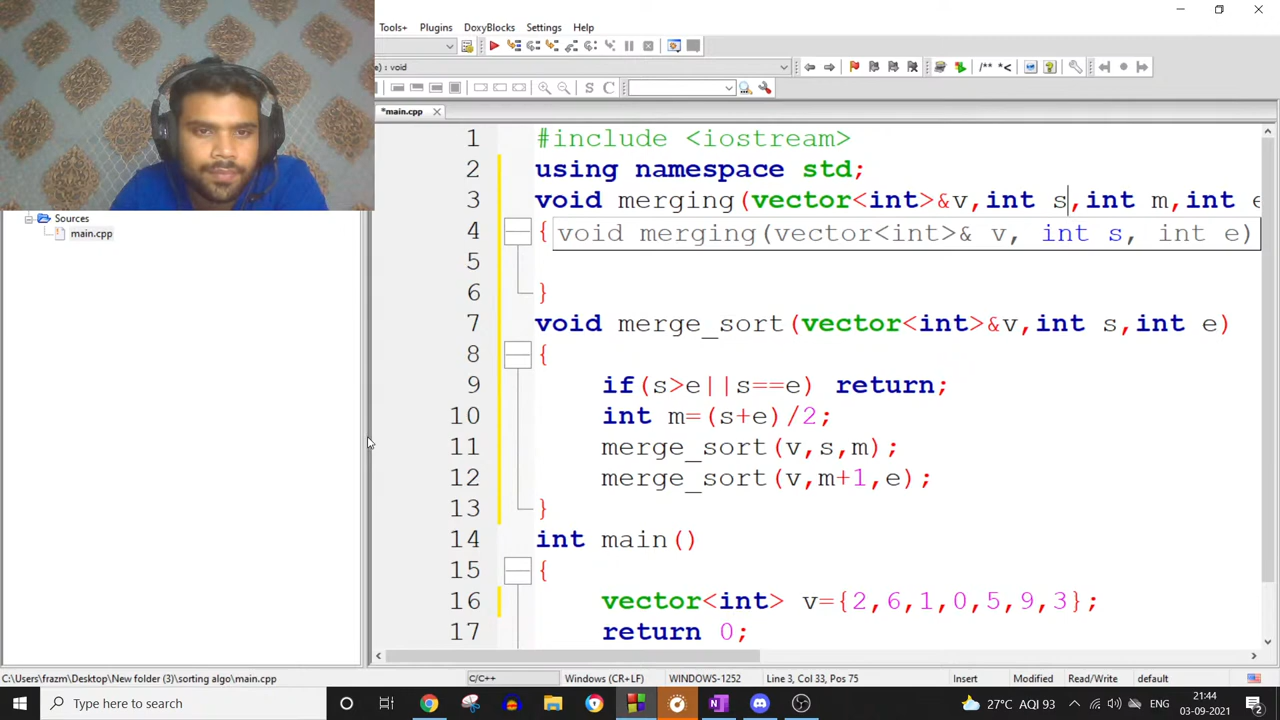 Tools+ Plugins DoxyBlocks Settings Help
) : void
/** *<
S C
*main.cpp
Sources
main.cpp
1 #include <iostream>
2 using namespace std;
3 void merging(vector<int>&v,int s,int m,int e
4 {
void merging(vector<int>& v, int s, int e)
5
6 }
7 void merge_sort(vector<int>&v,int s,int e)
8 {
9 if(s>e||s==e) return;
10 int m=(s+e)/2;
11 merge_sort(v,s,m);
12 merge_sort(v,m+1,e);
13 }
14 int main()
15 {
16 vector<int> v={2,6,1,0,5,9,3};
17 return 0;
C:\Users\frazm\Desktop\New folder (3)\sorting algo\main.cpp C/C++ Windows (CR+LF) WINDOWS-1252 Line 3, Col 33, Pos 75 Insert Modified Read/Write default
Type here to search
27°C AQI 93 ENG 21:44
03-09-2021